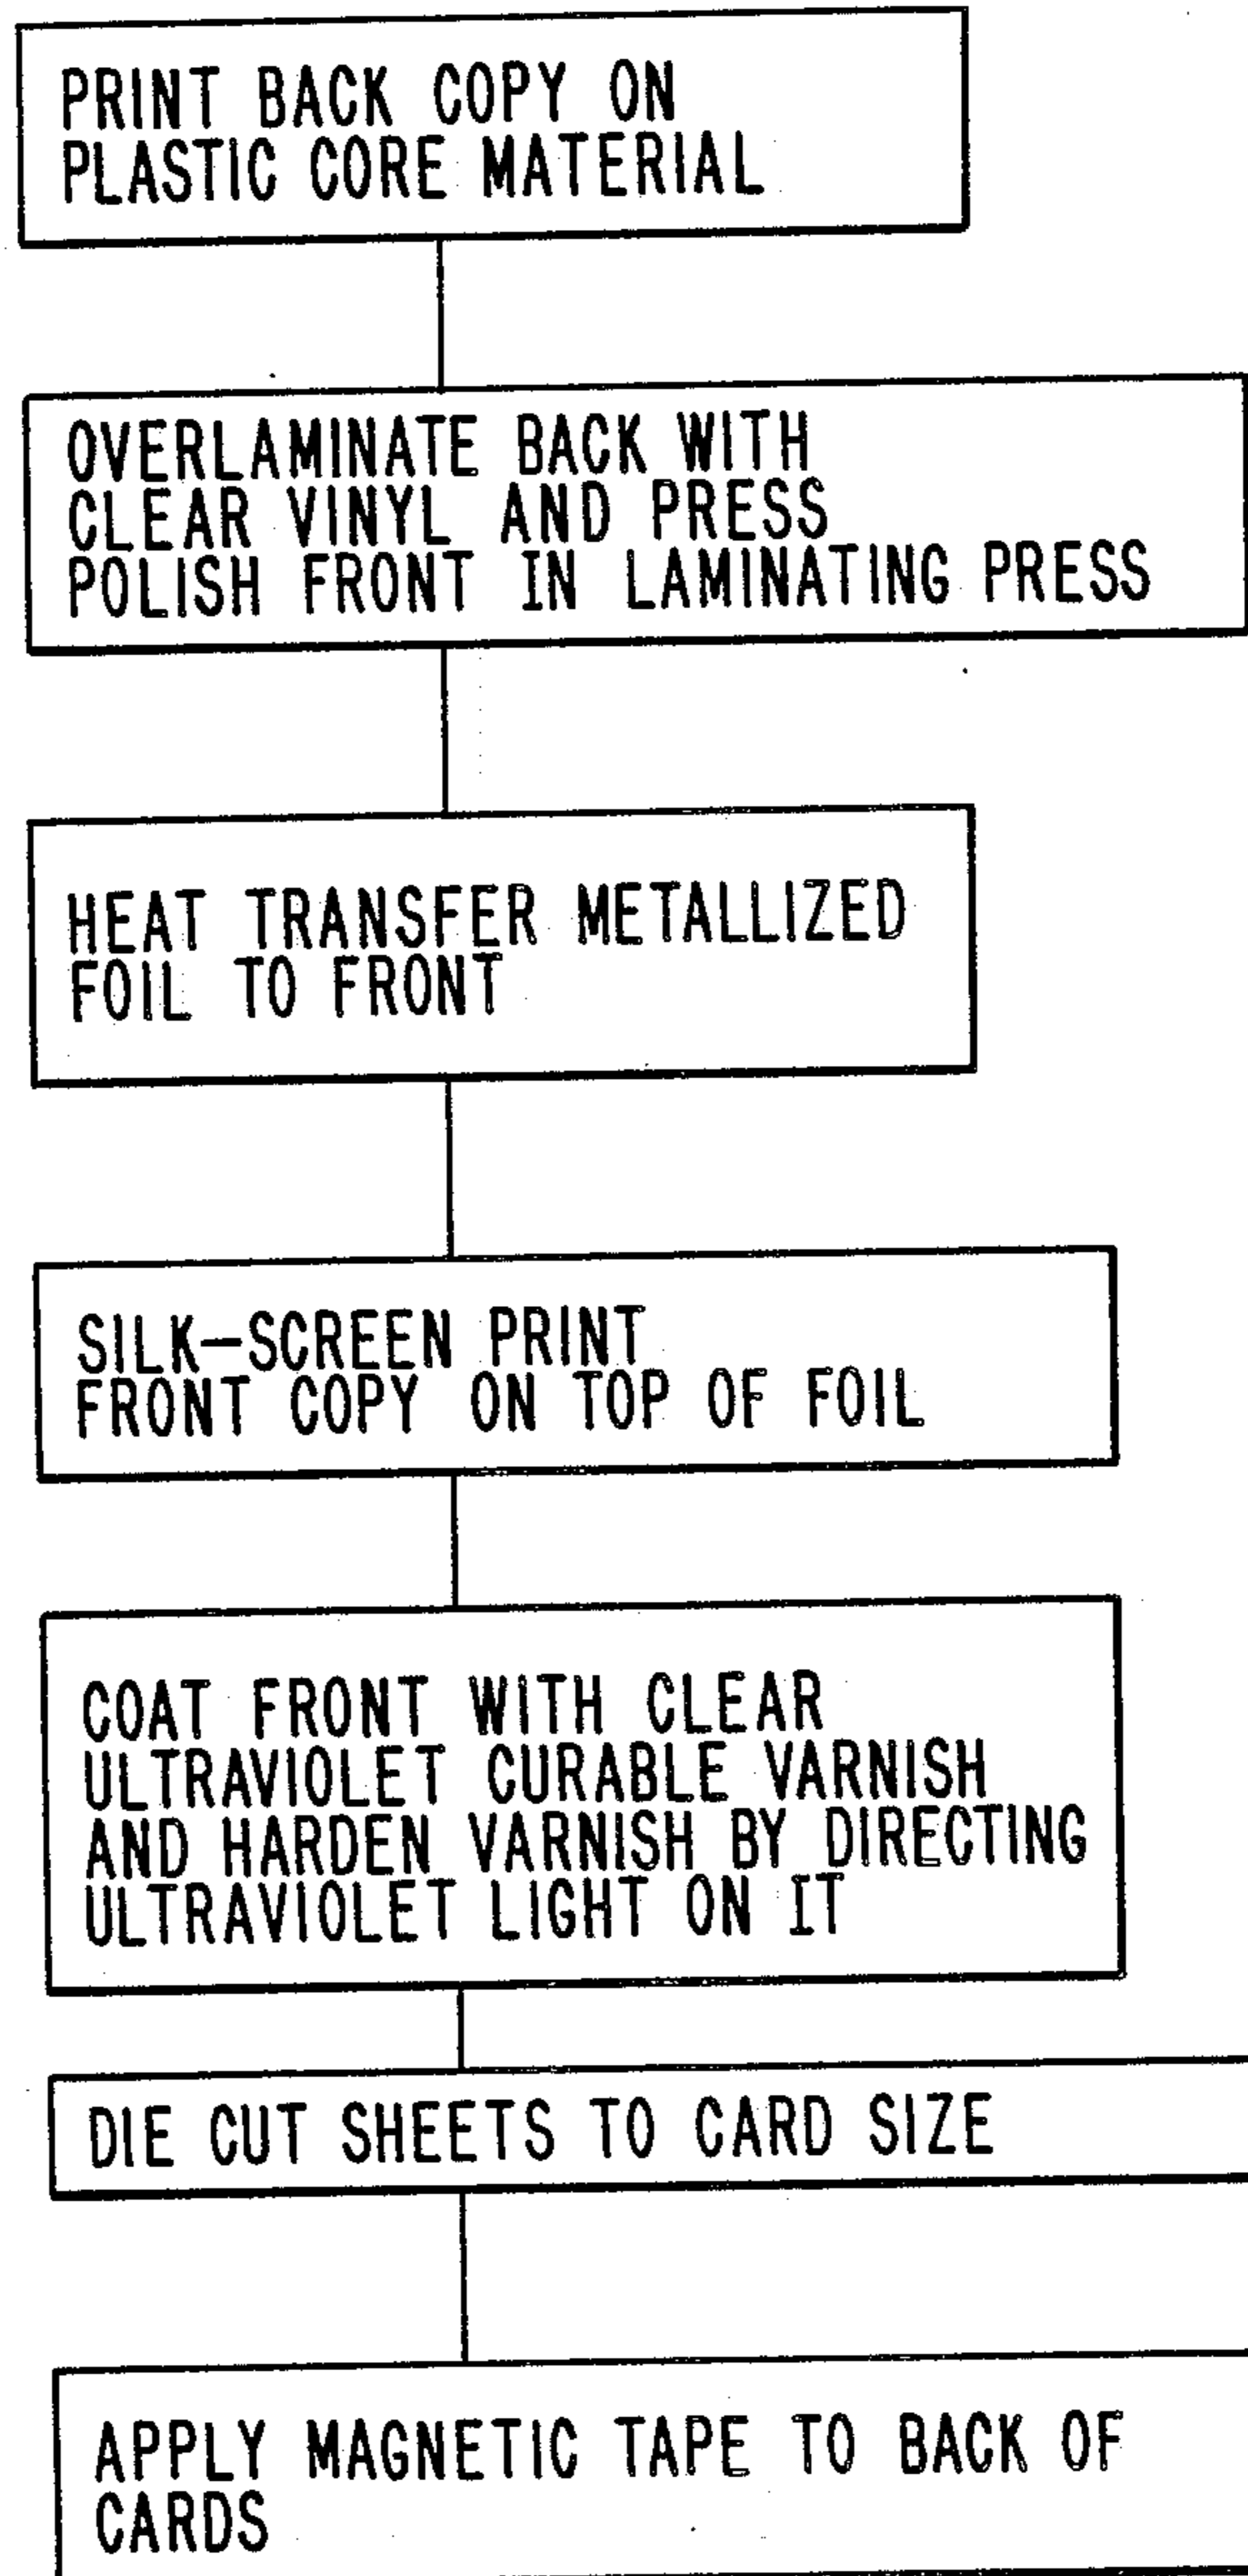 PRINT BACK COPY ON
PLASTIC CORE MATERIAL
OVERLAMINATE BACK WITH
CLEAR VINYL AND PRESS
POLISH FRONT IN LAMINATING PRESS
HEAT TRANSFER METALLIZED
FOIL TO FRONT
SILK-SCREEN PRINT
FRONT COPY ON TOP OF FOIL
COAT FRONT WITH CLEAR
ULTRAVIOLET CURABLE VARNISH
AND HARDEN VARNISH BY DIRECTING
ULTRAVIOLET LIGHT ON IT
DIE CUT SHEETS TO CARD SIZE
APPLY MAGNETIC TAPE TO BACK OF
CARDS